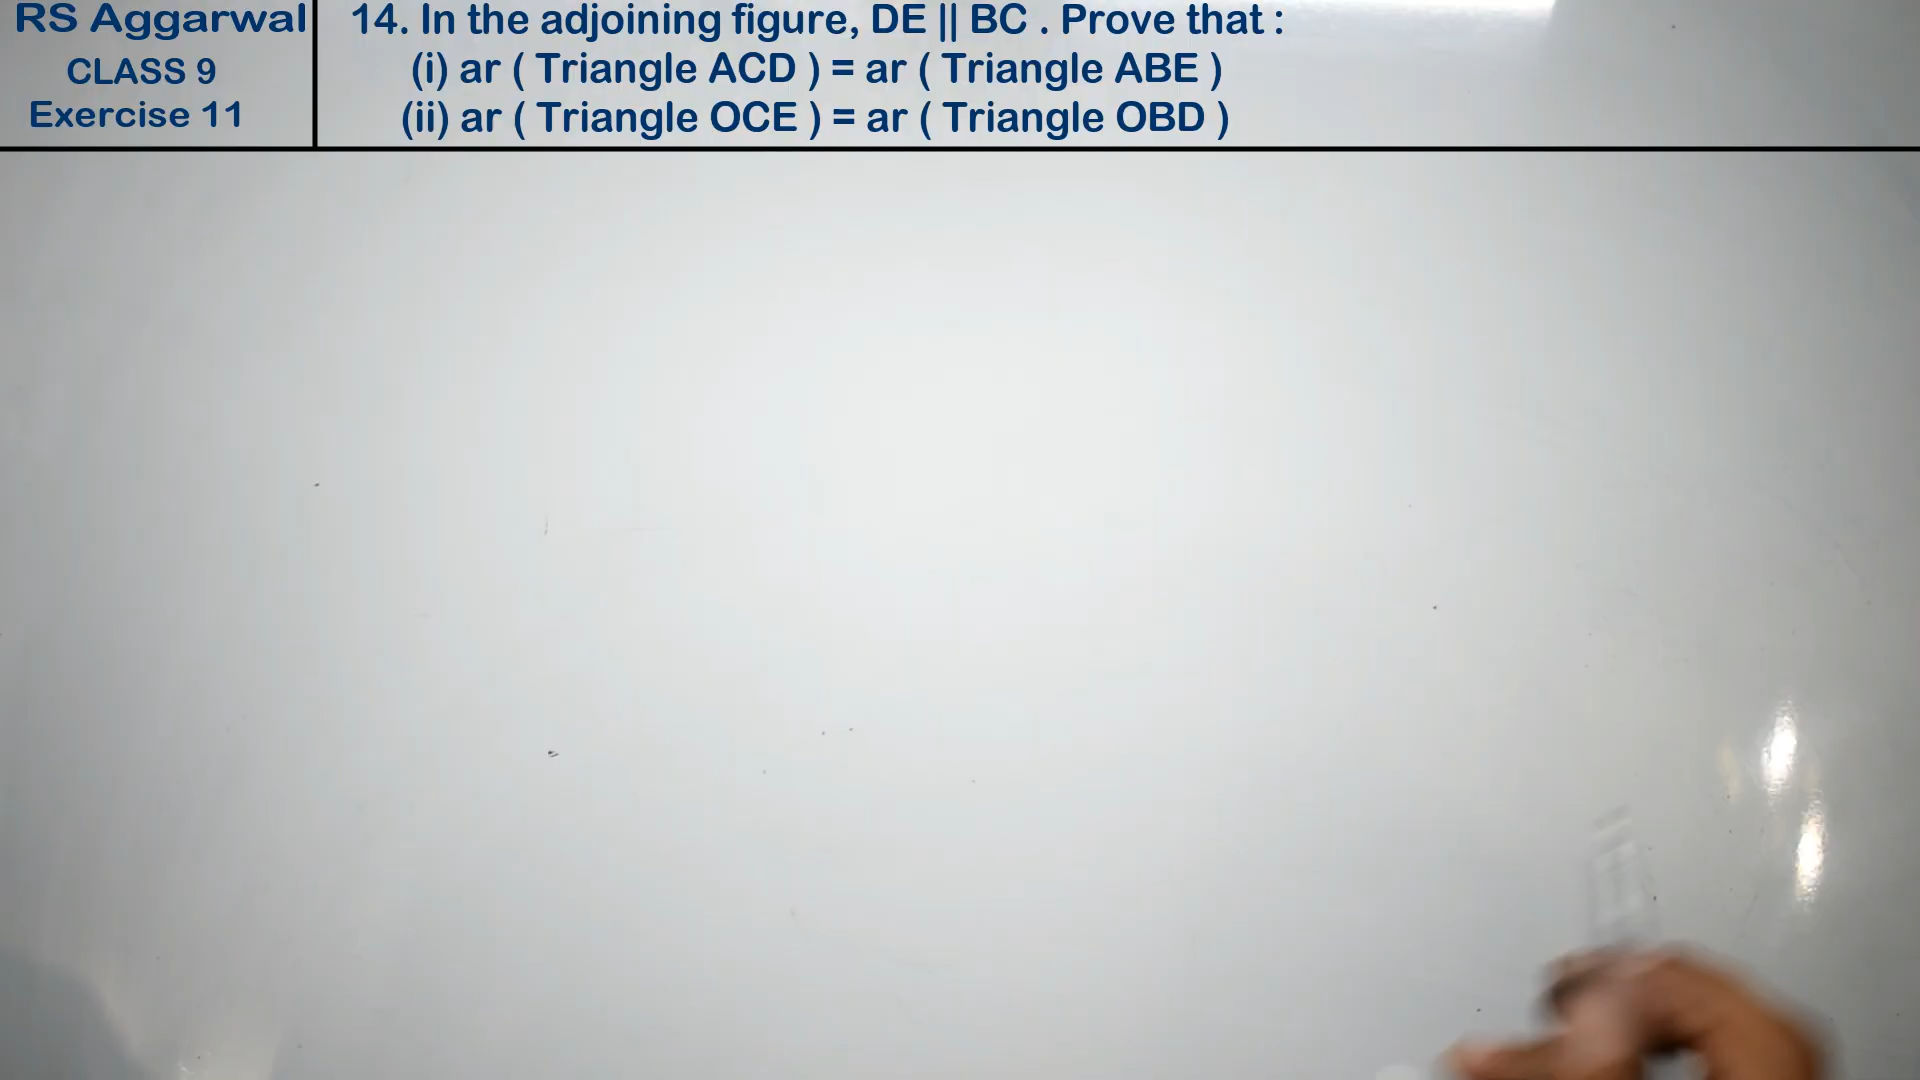 RS Aggarwal
CLASS 9
Exercise 11
14. In the adjoining figure, DE || BC . Prove that :
(i) ar ( Triangle ACD ) = ar ( Triangle ABE )
(ii) ar ( Triangle OCE ) = ar ( Triangle OBD )